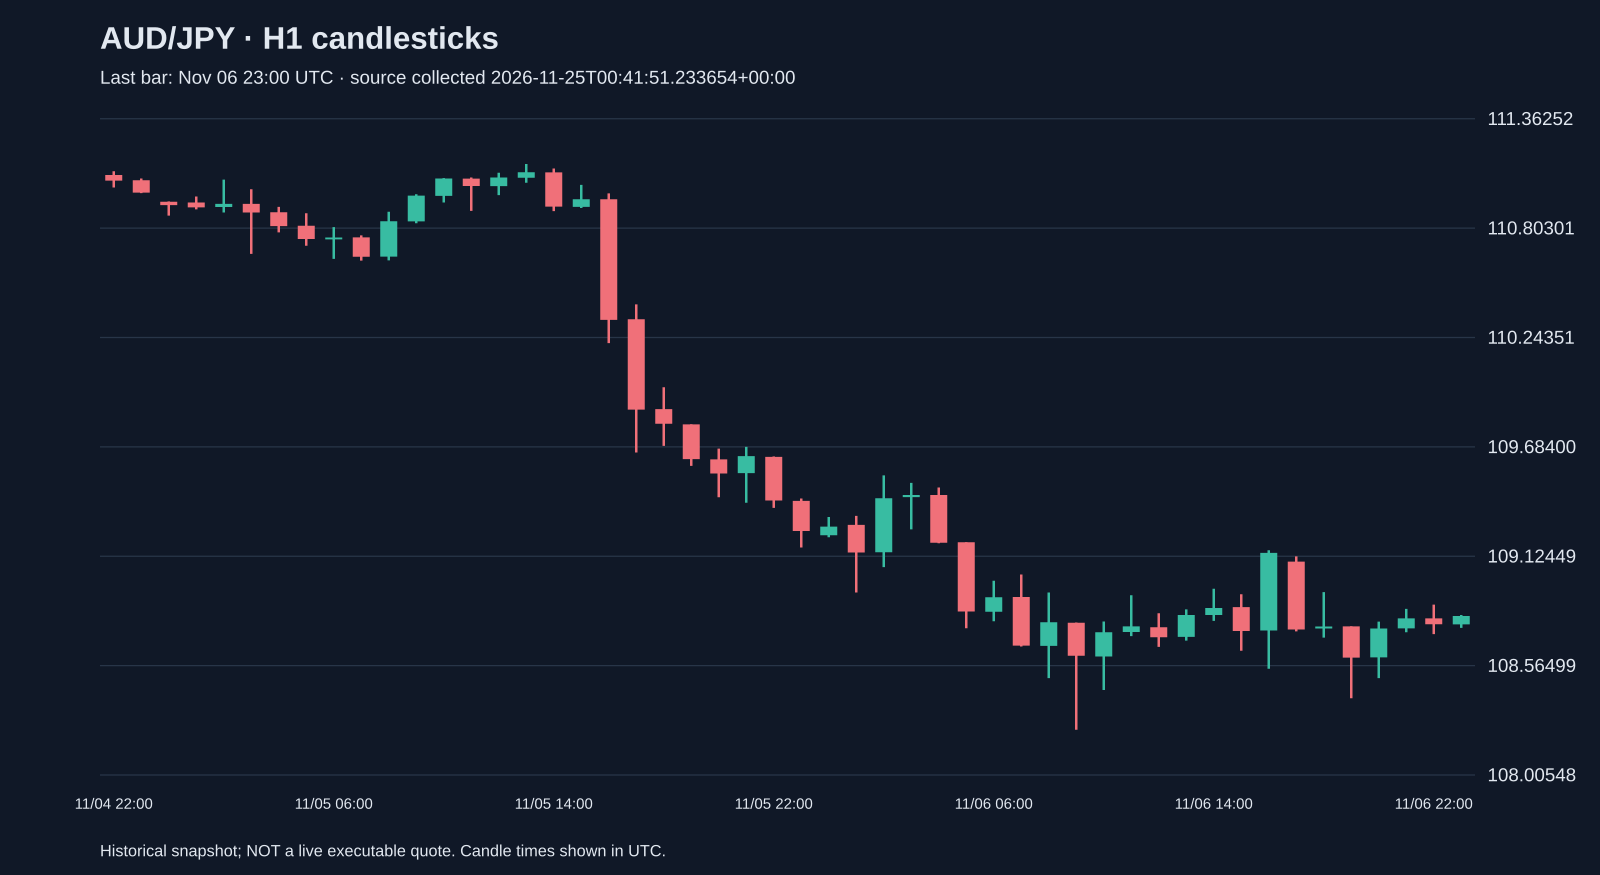 AUD/JPY · H1 candlesticks
Last bar: Nov 06 23:00 UTC · source collected 2026-11-25T00:41:51.233654+00:00
111.36252
110.80301
110.24351
109.68400
109.12449
108.56499
108.00548
11/04 22:00 11/05 06:00 11/05 14:00 11/05 22:00 11/06 06:00 11/06 14:00 11/06 22:00
Historical snapshot; NOT a live executable quote. Candle times shown in UTC.